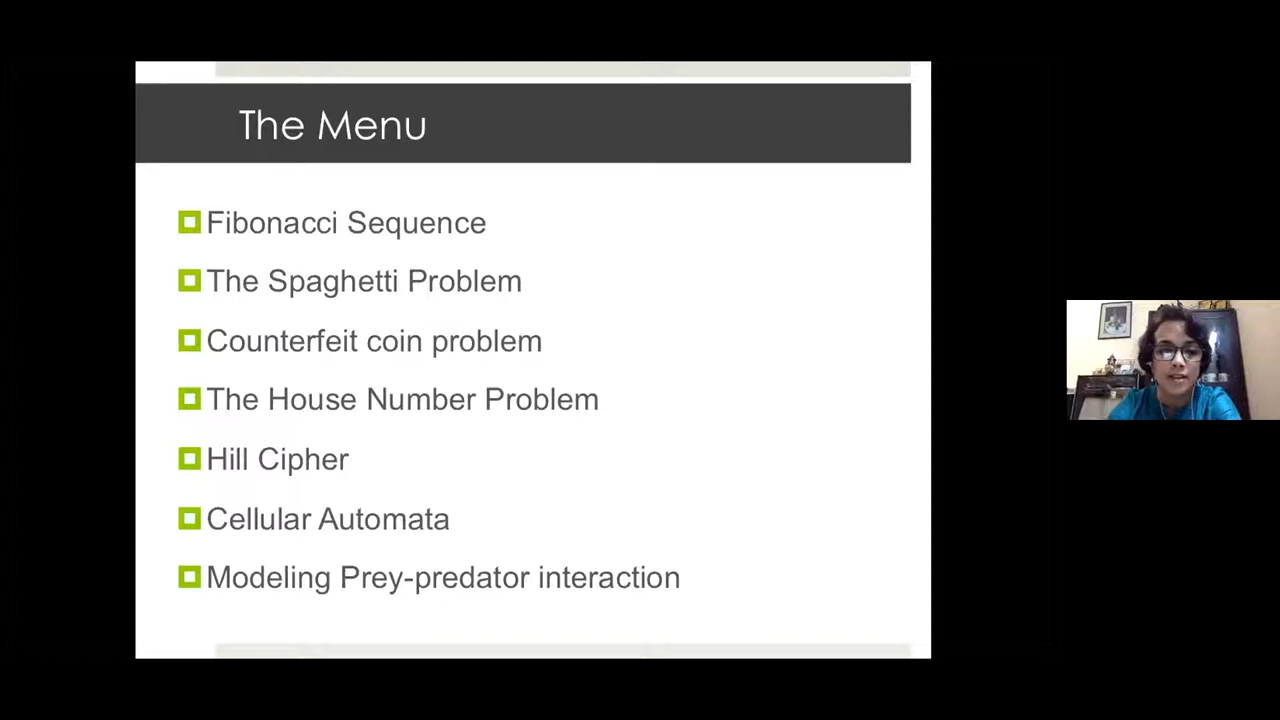 The Menu
Fibonacci Sequence
The Spaghetti Problem
Counterfeit coin problem
The House Number Problem
Hill Cipher
Cellular Automata
Modeling Prey-predator interaction